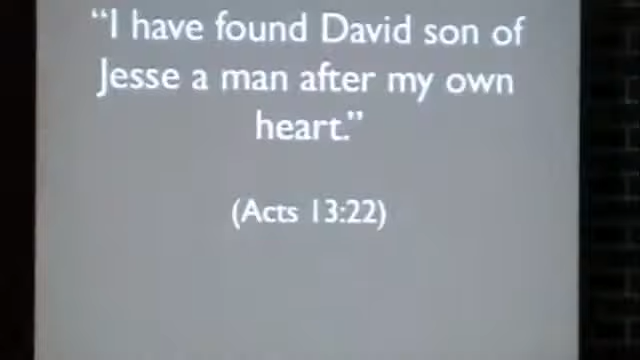 “I have found David son of
Jesse a man after my own
heart.”
(Acts 13:22)